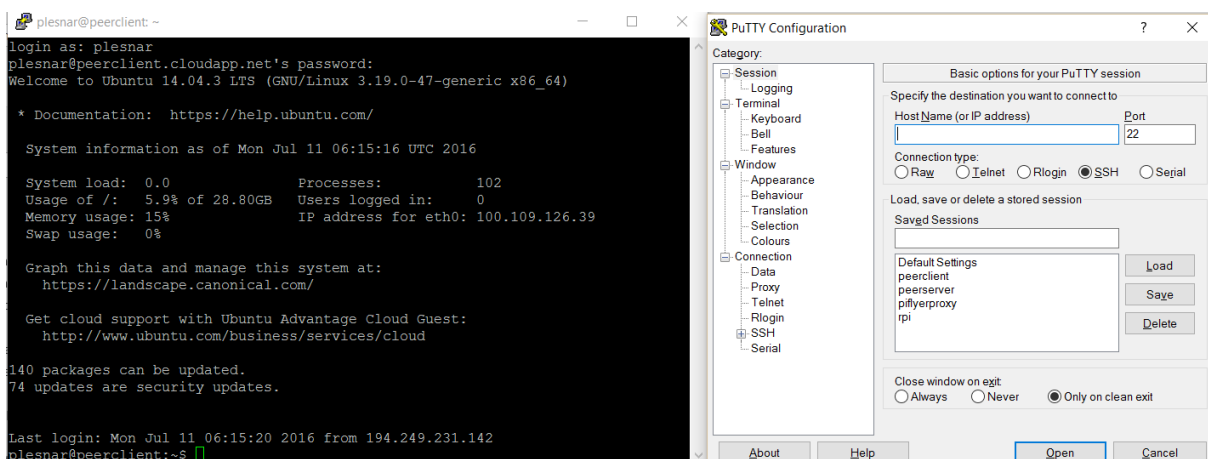 plesnar@peerclient: ~
login as: plesnar
plesnar@peerclient.cloudapp.net's password:
Welcome to Ubuntu 14.04.3 LTS (GNU/Linux 3.19.0-47-generic x86_64)
* Documentation:  https://help.ubuntu.com/
System information as of Mon Jul 11 06:15:16 UTC 2016
System load:  0.0 Processes: 102
Usage of /: 5.9% of 28.80GB Users logged in: 0
Memory usage: 15% IP address for eth0: 100.109.126.39
Swap usage: 0%
Graph this data and manage this system at:
https://landscape.canonical.com/
Get cloud support with Ubuntu Advantage Cloud Guest:
http://www.ubuntu.com/business/services/cloud
140 packages can be updated.
74 updates are security updates.
Last login: Mon Jul 11 06:15:20 2016 from 194.249.231.142
plesnar@peerclient:~$
PuTTY Configuration
Category:
Session
Logging
Terminal
Keyboard
Bell
Features
Window
Appearance
Behaviour
Translation
Selection
Colours
Connection
Data
Proxy
Telnet
Rlogin
SSH
Serial
Basic options for your PuTTY session
Specify the destination you want to connect to
Host Name (or IP address) Port
22
Connection type:
Raw Telnet Rlogin SSH Serial
Load, save or delete a stored session
Saved Sessions
Default Settings
peerclient
peerserver
piflyerproxy
rpi
Load
Save
Delete
Close window on exit:
Always Never Only on clean exit
About Help Open Cancel